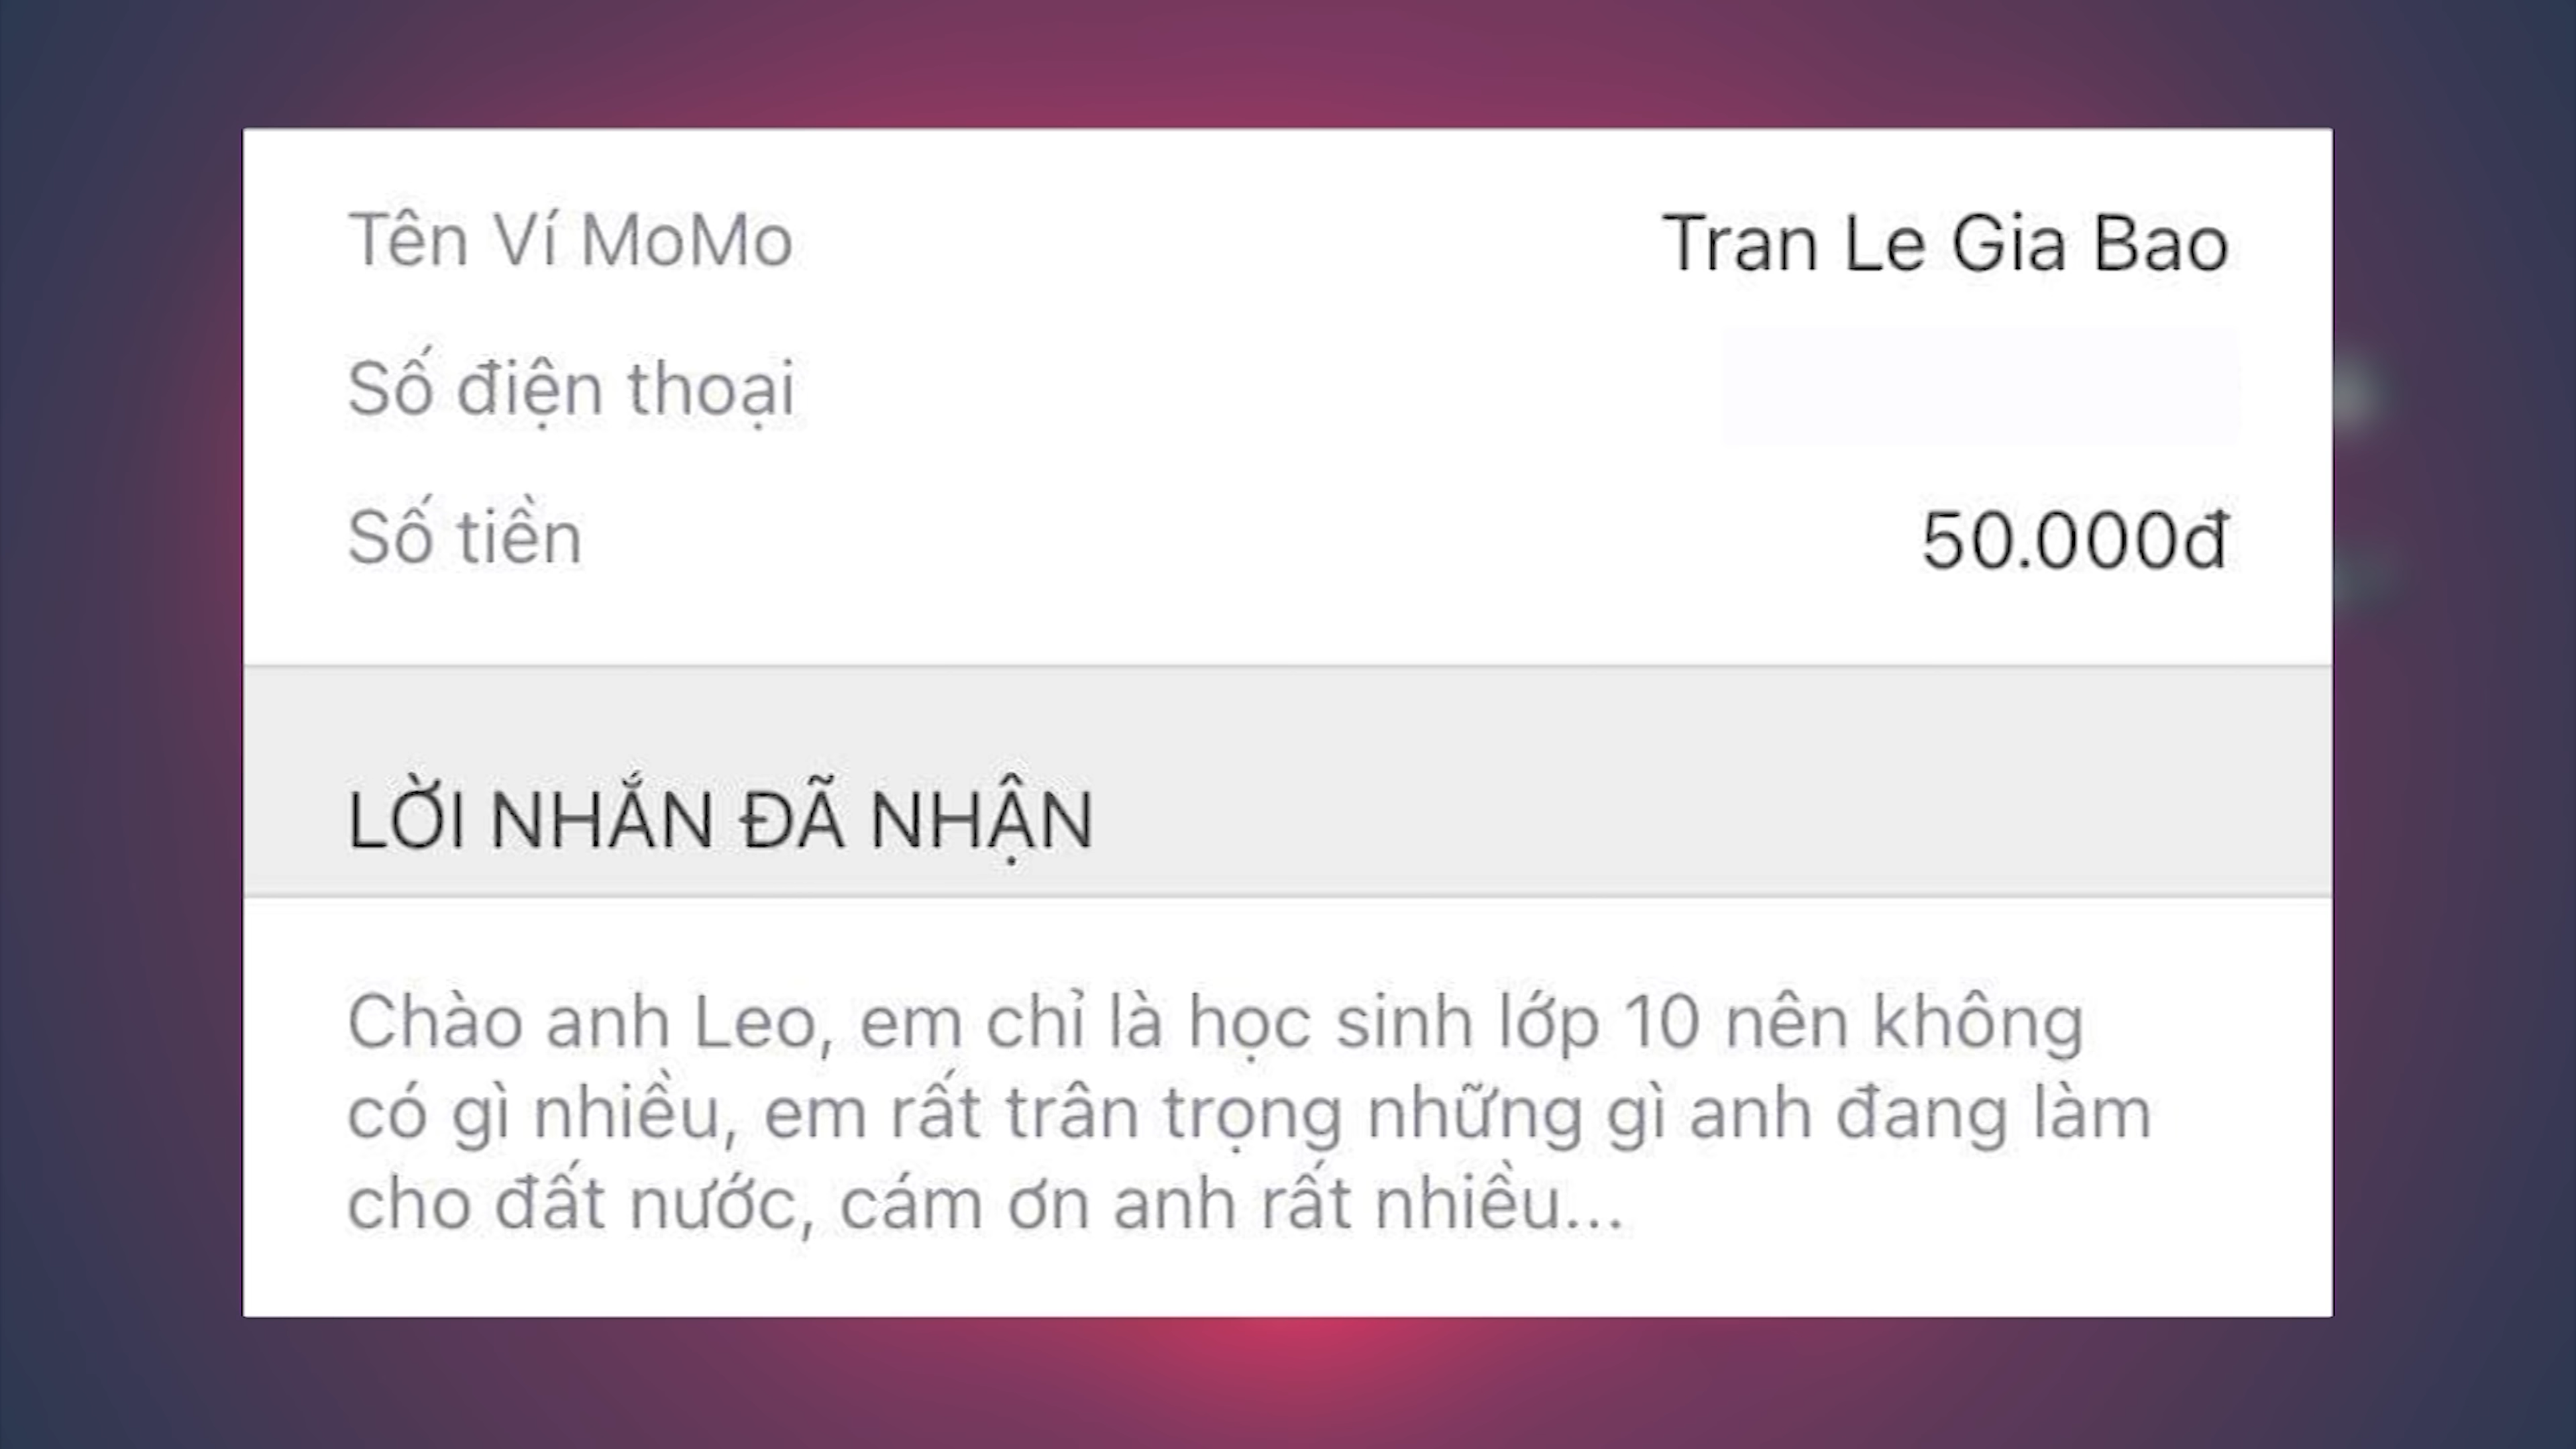 Tên Ví MoMo Tran Le Gia Bao
Số điện thoại
Số tiền 50.000đ
LỜI NHẮN ĐÃ NHẬN
Chào anh Leo, em chỉ là học sinh lớp 10 nên không
có gì nhiều, em rất trân trọng những gì anh đang làm
cho đất nước, cám ơn anh rất nhiều...